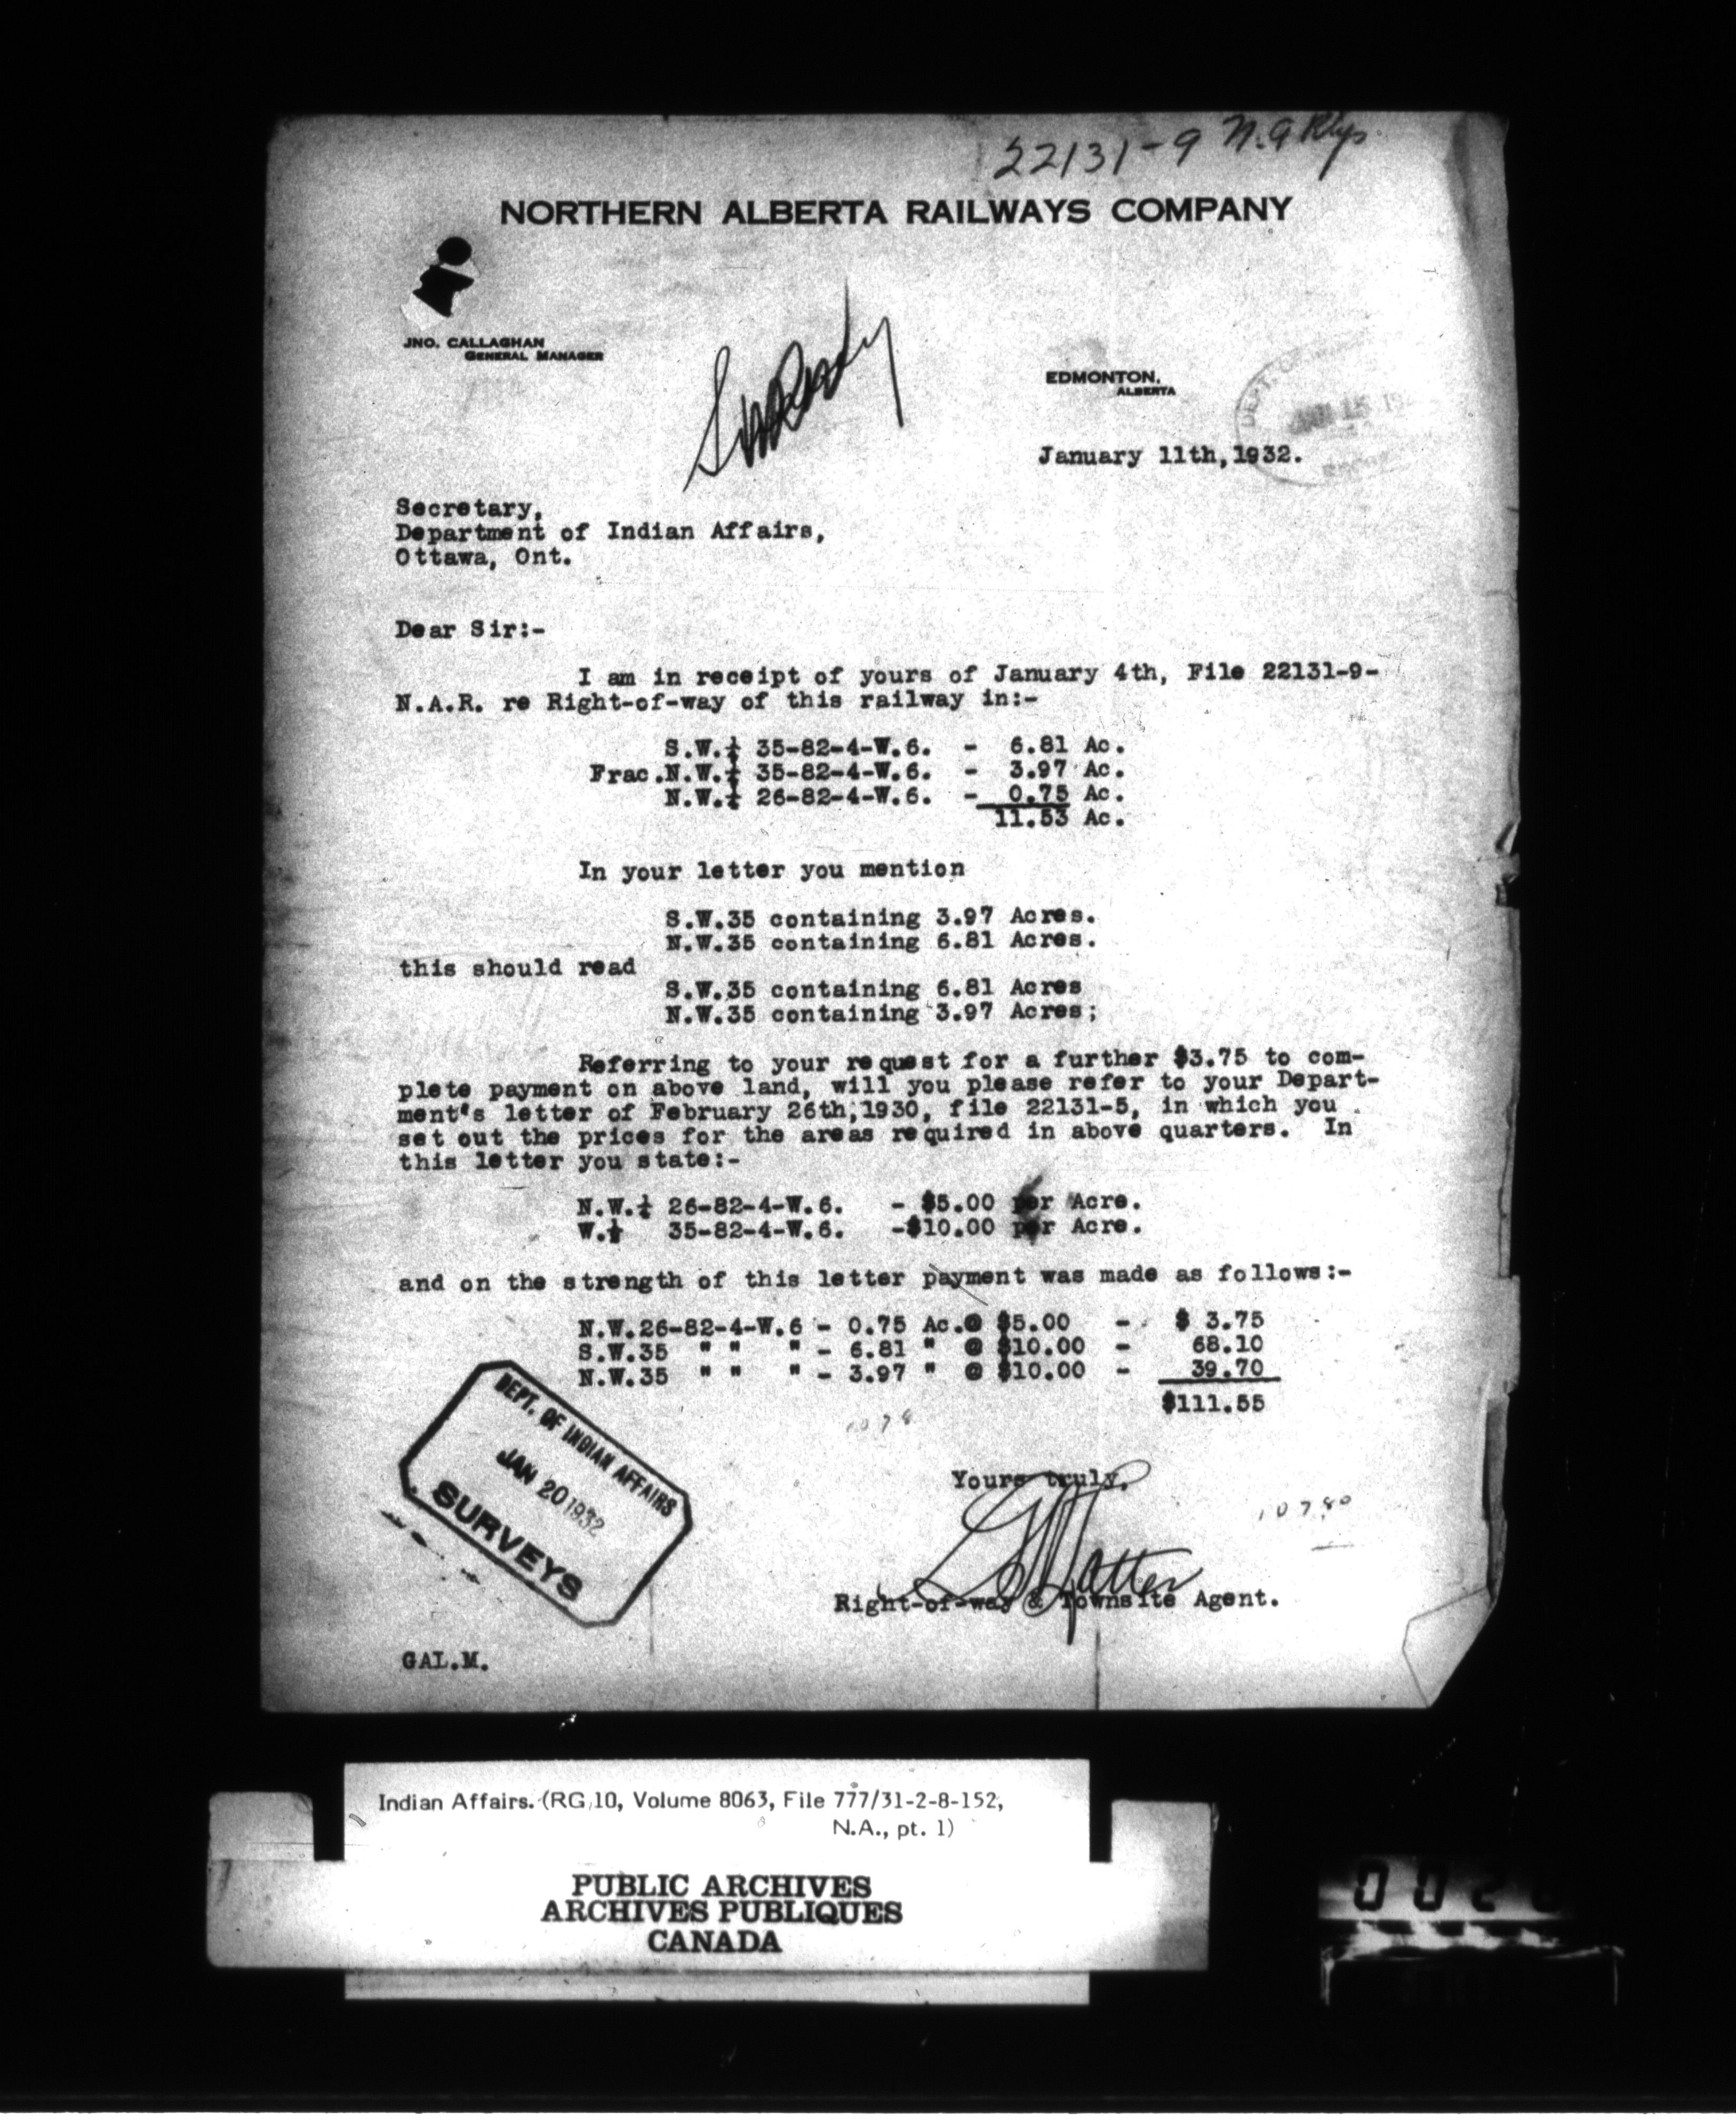 22131-9 N.A Rlys.
NORTHERN ALBERTA RAILWAYS COMPANY
JNO. CALLAGHAN
GENERAL MANAGER
EDMONTON,
ALBERTA
DEPT.
JAN 15 19
January 11th,1932.
Secretary,
Department of Indian Affairs,
Ottawa, Ont.
Dear Sir:-
I am in receipt of yours of January 4th, File 22131-9-
N.A.R. re Right-of-way of this railway in:-
S.W.¼ 35-82-4-W.6. - 6.81 Ac.
Frac.N.W.¼ 35-82-4-W.6. - 3.97 Ac.
N.W.¼ 26-82-4-W.6. - 0.75 Ac.
11.53 Ac.
In your letter you mention
S.W.35 containing 3.97 Acres.
N.W.35 containing 6.81 Acres.
this should read
S.W.35 containing 6.81 Acres
N.W.35 containing 3.97 Acres;
Referring to your request for a further $3.75 to com-
plete payment on above land, will you please refer to your Depart-
ment's letter of February 26th,1930, file 22131-5, in which you
set out the prices for the areas required in above quarters. In
this letter you state:-
N.W.¼ 26-82-4-W.6. - $5.00 per Acre.
W.½ 35-82-4-W.6. -$10.00 per Acre.
and on the strength of this letter payment was made as follows:-
N.W.26-82-4-W.6 - 0.75 Ac.@ $5.00 - $ 3.75
S.W.35 " " " - 6.81 " @ $10.00 - 68.10
N.W.35 " " " - 3.97 " @ $10.00 - 39.70
$111.55
1078
DEPT. OF INDIAN AFFAIRS
JAN 20 1932
SURVEYS
Yours truly,
10780
Right-of-way & Townsite Agent.
GAL.M.
Indian Affairs. (RG 10, Volume 8063, File 777/31-2-8-152,
N.A., pt. 1)
PUBLIC ARCHIVES
ARCHIVES PUBLIQUES
CANADA